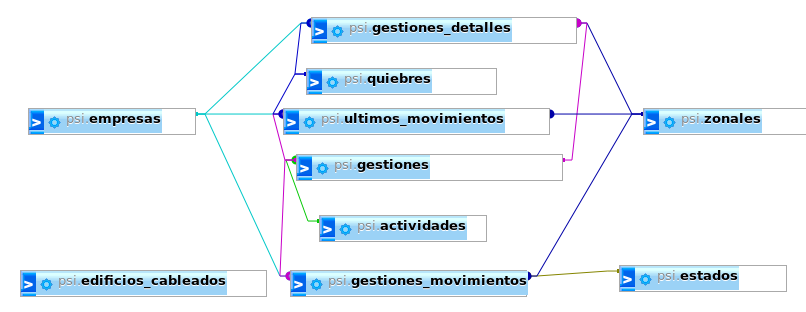 psi.gestiones_detalles
psi.quiebres
psi.empresas
psi.ultimos_movimientos
psi.zonales
psi.gestiones
psi.actividades
psi.edificios_cableados
psi.gestiones_movimientos
psi.estados